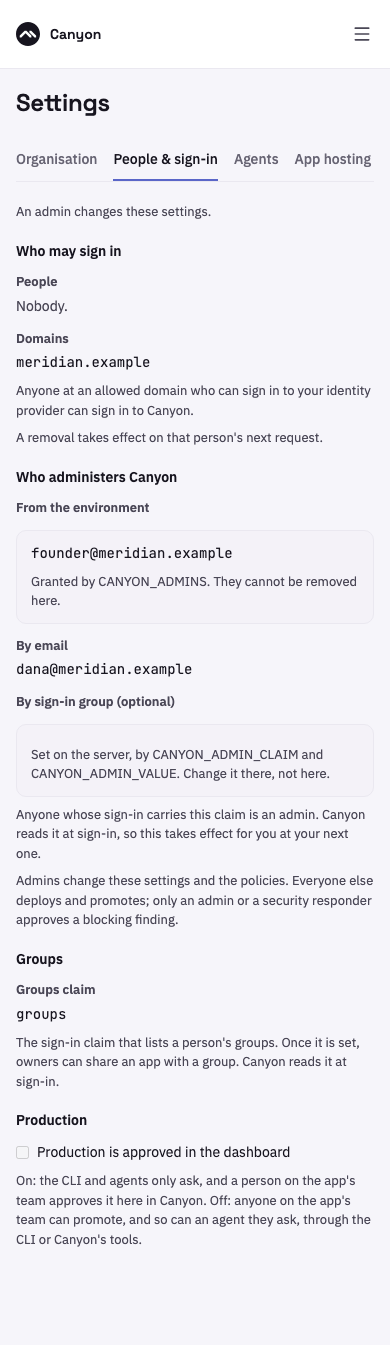 Canyon
Settings
Organisation People & sign-in Agents App hosting
An admin changes these settings.
Who may sign in
People
Nobody.
Domains
meridian.example
Anyone at an allowed domain who can sign in to your identity
provider can sign in to Canyon.
A removal takes effect on that person's next request.
Who administers Canyon
From the environment
founder@meridian.example
Granted by CANYON_ADMINS. They cannot be removed
here.
By email
dana@meridian.example
By sign-in group (optional)
Set on the server, by CANYON_ADMIN_CLAIM and
CANYON_ADMIN_VALUE. Change it there, not here.
Anyone whose sign-in carries this claim is an admin. Canyon
reads it at sign-in, so this takes effect for you at your next
one.
Admins change these settings and the policies. Everyone else
deploys and promotes; only an admin or a security responder
approves a blocking finding.
Groups
Groups claim
groups
The sign-in claim that lists a person's groups. Once it is set,
owners can share an app with a group. Canyon reads it at
sign-in.
Production
Production is approved in the dashboard
On: the CLI and agents only ask, and a person on the app's
team approves it here in Canyon. Off: anyone on the app's
team can promote, and so can an agent they ask, through the
CLI or Canyon's tools.